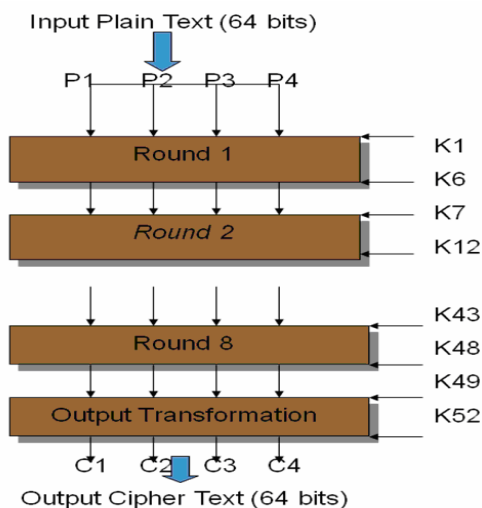 Input Plain Text (64 bits)
P1 P2 P3 P4
Round 1
K1
K6
Round 2
K7
K12
Round 8
K43
K48
Output Transformation
K49
K52
C1 C2 C3 C4
Output Cipher Text (64 bits)